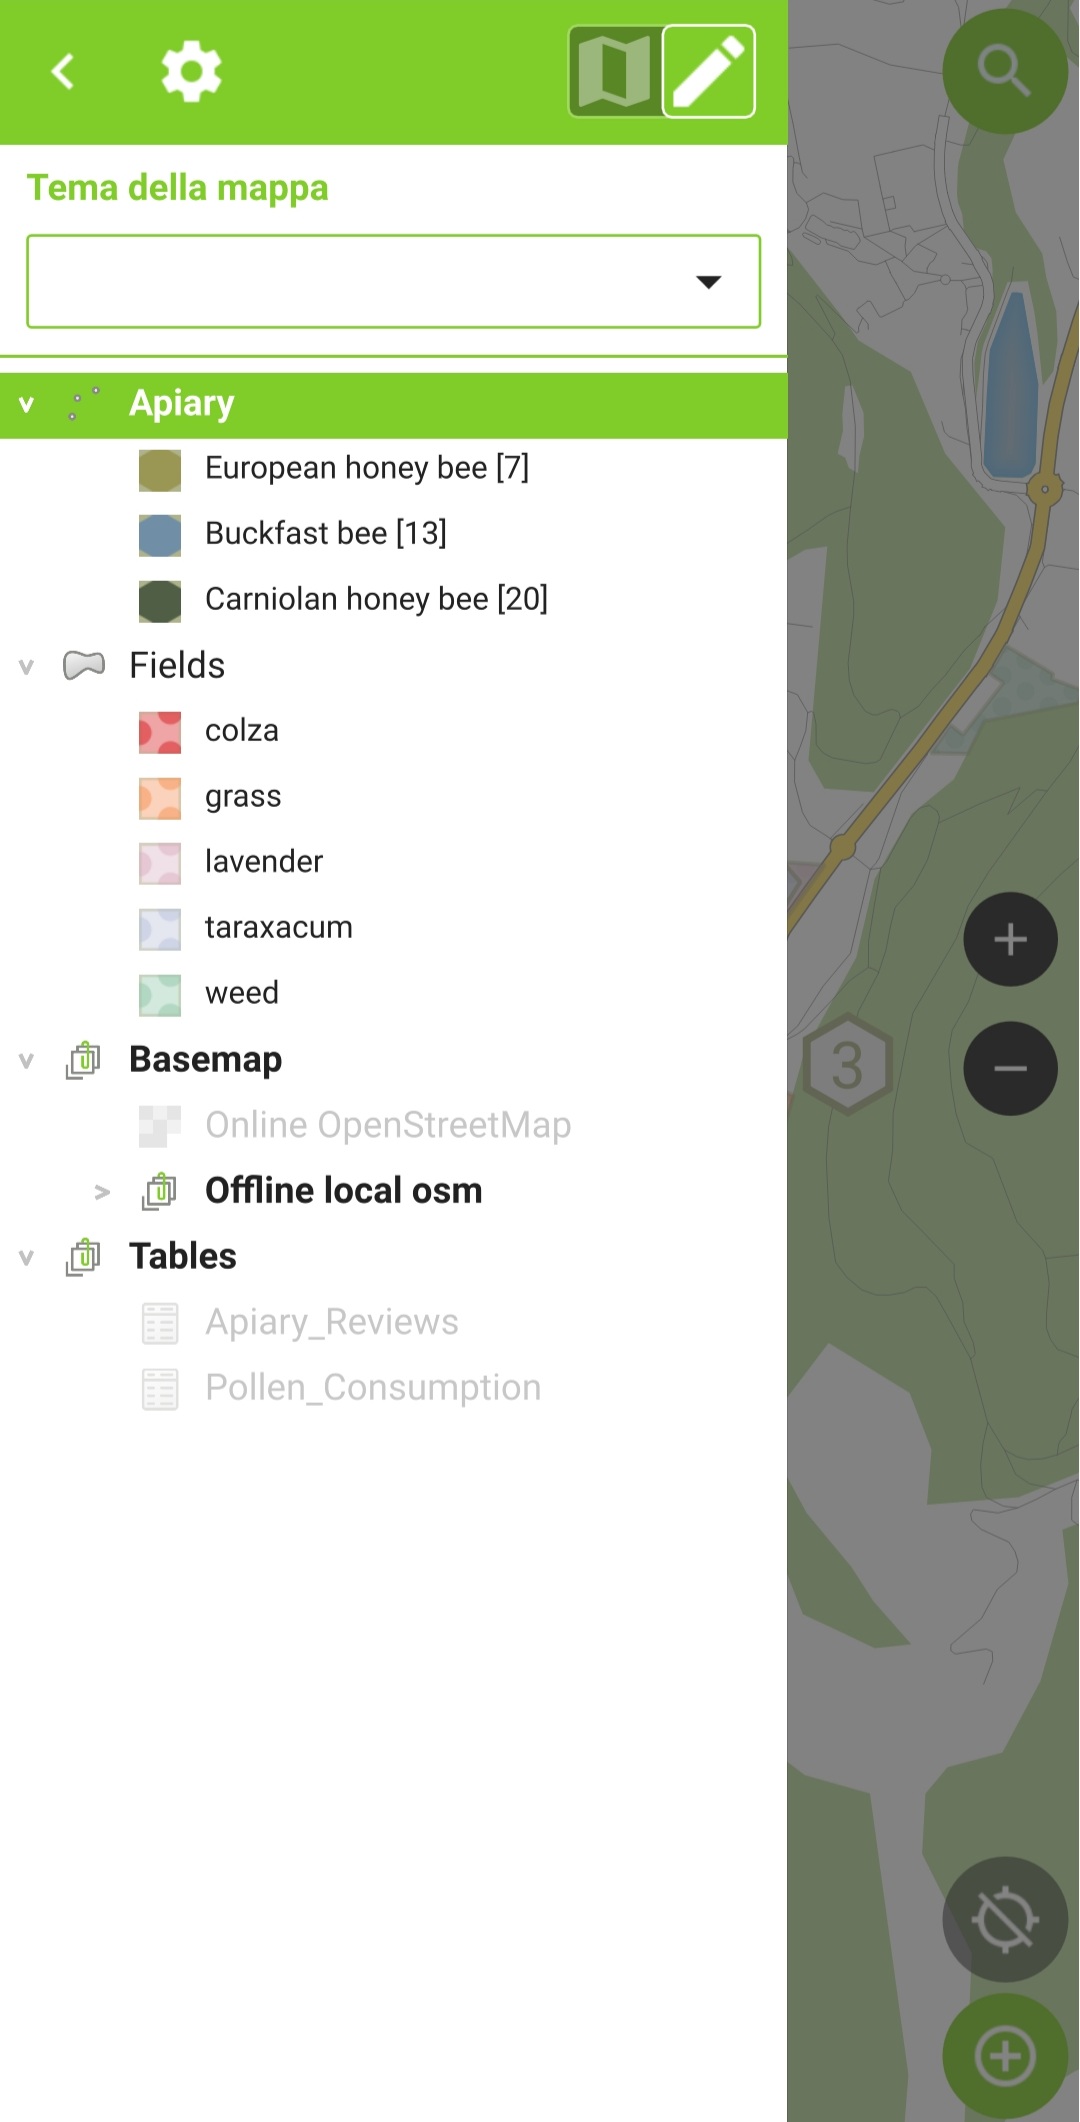 Tema della mappa
Apiary
European honey bee [7]
Buckfast bee [13]
Carniolan honey bee [20]
Fields
colza
grass
lavender
taraxacum
weed
Basemap
Online OpenStreetMap
Offline local osm
Tables
Apiary_Reviews
Pollen_Consumption
3